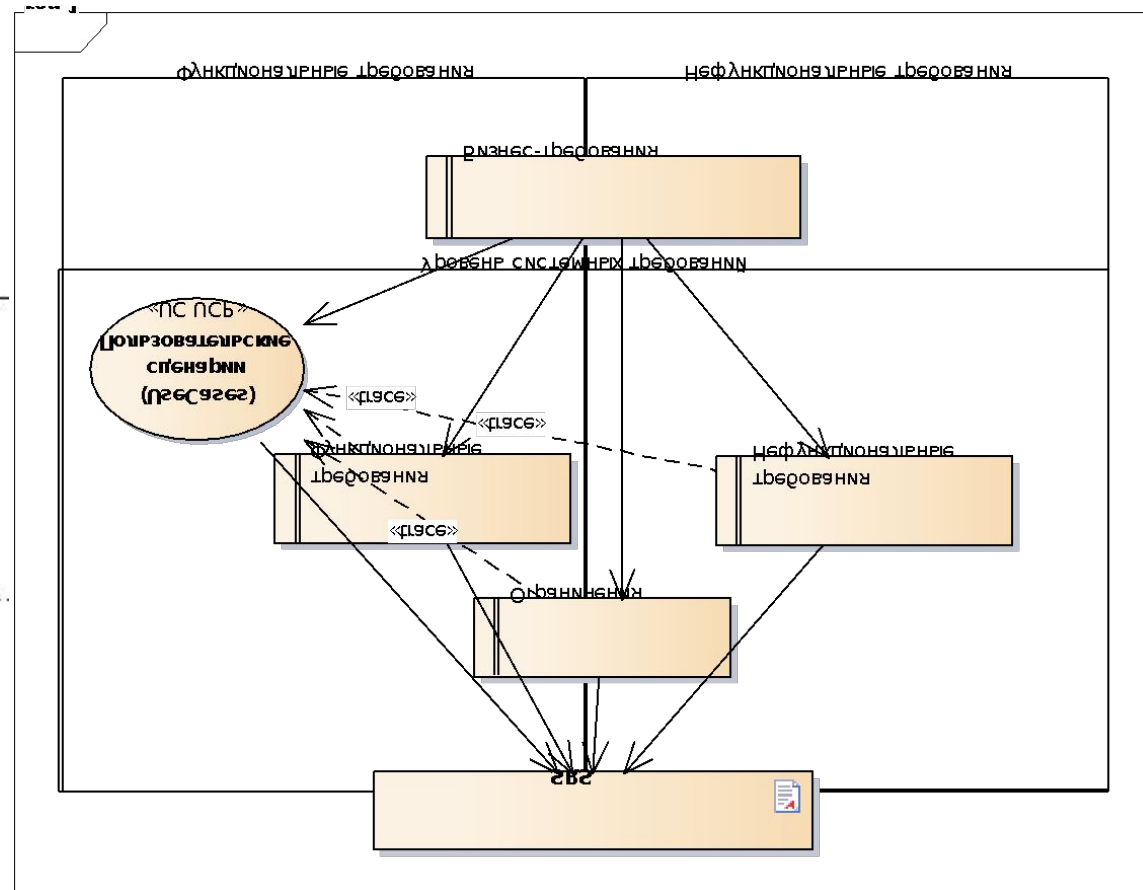 Функциональные требования
Нефункциональные требования
Бизнес-требования
Уровень системных требований
«UC UCP»
Пользовательские
сценарии
(UseCases)
«trace»
«trace»
Функциональные
требования
Нефункциональные
требования
«trace»
Ограничения
SRS